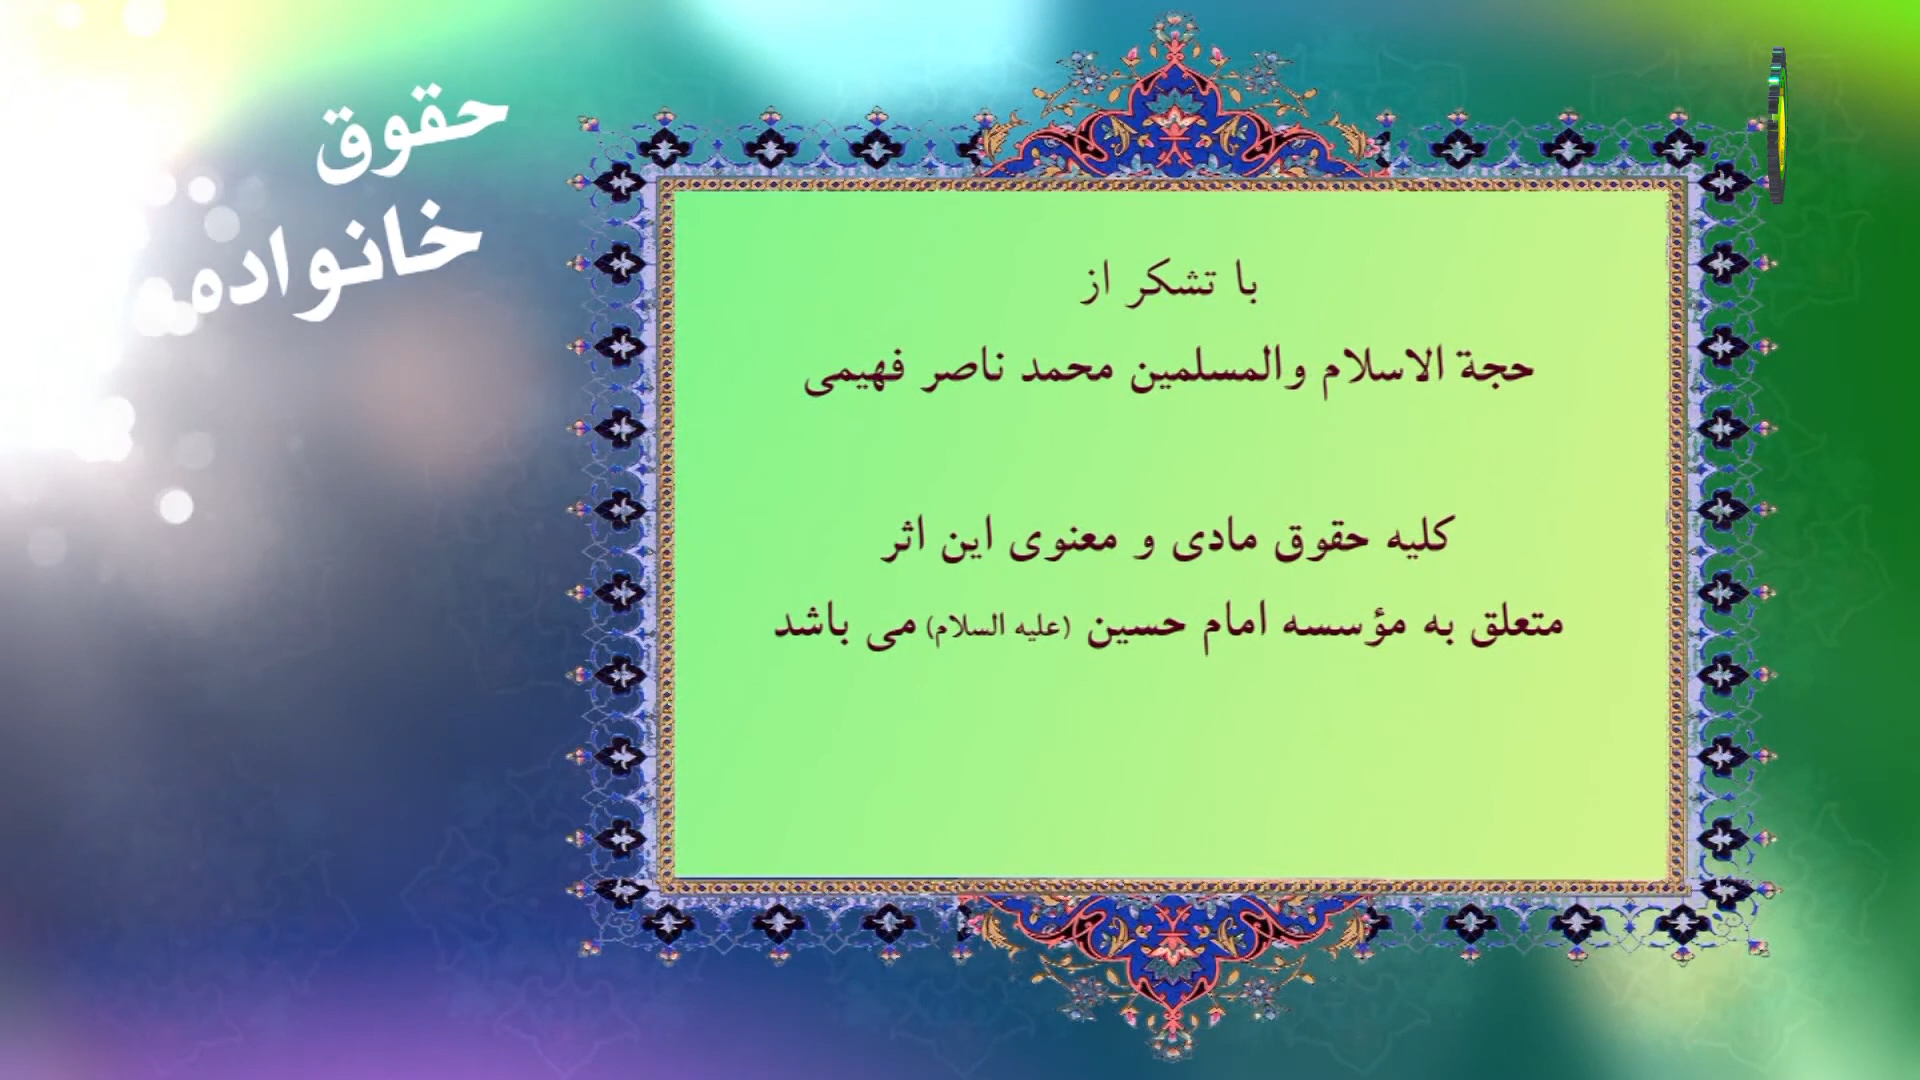 حقوق
خانواده
با تشکر از
حجة الاسلام والمسلمین محمد ناصر فهیمی
کلیه حقوق مادی و معنوی این اثر
متعلق به مؤسسه امام حسین (علیه السلام) می باشد